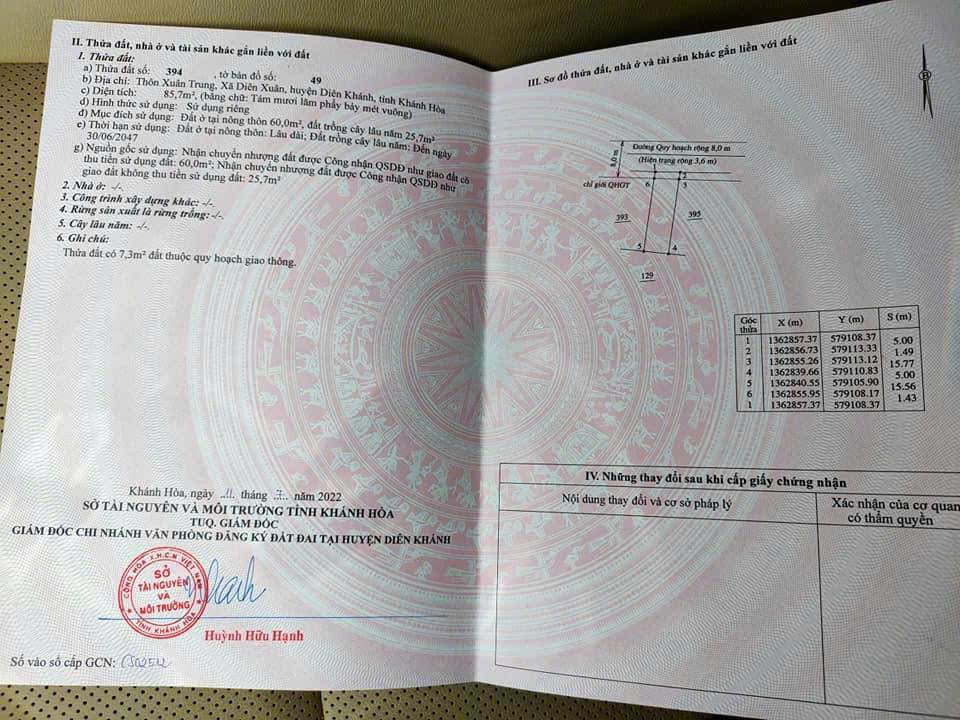 II. Thửa đất, nhà ở và tài sản khác gắn liền với đất
1. Thửa đất:
a) Thửa đất số: 394 , tờ bản đồ số: 49
b) Địa chỉ: Thôn Xuân Trung, Xã Diên Xuân, huyện Diên Khánh, tỉnh Khánh Hòa
c) Diện tích: 85,7m², (bằng chữ: Tám mươi lăm phẩy bảy mét vuông)
d) Hình thức sử dụng: Sử dụng riêng
đ) Mục đích sử dụng: Đất ở tại nông thôn 60,0m², đất trồng cây lâu năm 25,7m²
e) Thời hạn sử dụng: Đất ở tại nông thôn: Lâu dài; Đất trồng cây lâu năm: Đến ngày
30/06/2047
g) Nguồn gốc sử dụng: Nhận chuyển nhượng đất được Công nhận QSDĐ như giao đất có
thu tiền sử dụng đất: 60,0m²; Nhận chuyển nhượng đất được Công nhận QSDĐ như
giao đất không thu tiền sử dụng đất: 25,7m²
2. Nhà ở: -/-.
3. Công trình xây dựng khác: -/-.
4. Rừng sản xuất là rừng trồng: -/-.
5. Cây lâu năm: -/-.
6. Ghi chú:
Thửa đất có 7,3m² đất thuộc quy hoạch giao thông.
Khánh Hòa, ngày 11 tháng 7 năm 2022
SỞ TÀI NGUYÊN VÀ MÔI TRƯỜNG TỈNH KHÁNH HÒA
TUQ. GIÁM ĐỐC
GIÁM ĐỐC CHI NHÁNH VĂN PHÒNG ĐĂNG KÝ ĐẤT ĐAI TẠI HUYỆN DIÊN KHÁNH
CỘNG HÒA X.H.C.N VIỆT NAM
SỞ
TÀI NGUYÊN
VÀ
MÔI TRƯỜNG
TỈNH KHÁNH HÒA
Huỳnh Hữu Hạnh
Số vào sổ cấp GCN:
III. Sơ đồ thửa đất, nhà ở và tài sản khác gắn liền với đất
B
Đường Quy hoạch rộng 8,0 m
8,0 m
(Hiện trạng rộng 3,6 m)
1 2
chỉ giới QHGT 6 3
393 395
5 4
129
Góc thửa X (m) Y (m) S (m)
1 1362857.37 579108.37
5.00
2 1362856.73 579113.33
1.49
3 1362855.26 579113.12
15.77
4 1362839.66 579110.83
5.00
5 1362840.55 579105.90
15.56
6 1362855.95 579108.17
1.43
1 1362857.37 579108.37
IV. Những thay đổi sau khi cấp giấy chứng nhận
Nội dung thay đổi và cơ sở pháp lý
Xác nhận của cơ quan
có thẩm quyền